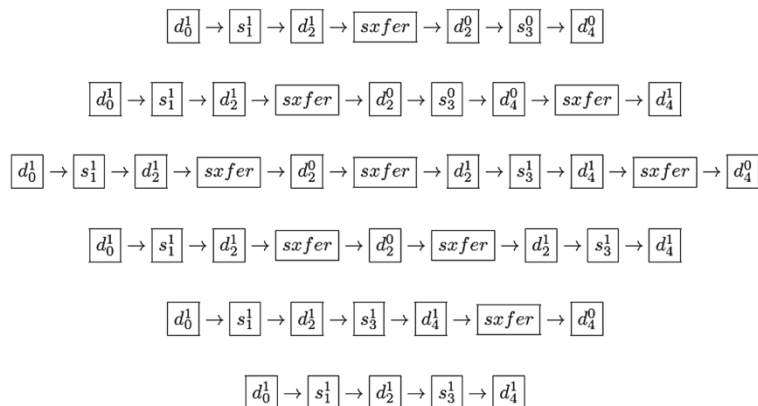 d_0^1 → s_1^1 → d_2^1 → sxfer → d_2^0 → s_3^0 → d_4^0
d_0^1 → s_1^1 → d_2^1 → sxfer → d_2^0 → s_3^0 → d_4^0 → sxfer → d_4^1
d_0^1 → s_1^1 → d_2^1 → sxfer → d_2^0 → sxfer → d_2^1 → s_3^1 → d_4^1 → sxfer → d_4^0
d_0^1 → s_1^1 → d_2^1 → sxfer → d_2^0 → sxfer → d_2^1 → s_3^1 → d_4^1
d_0^1 → s_1^1 → d_2^1 → s_3^1 → d_4^1 → sxfer → d_4^0
d_0^1 → s_1^1 → d_2^1 → s_3^1 → d_4^1